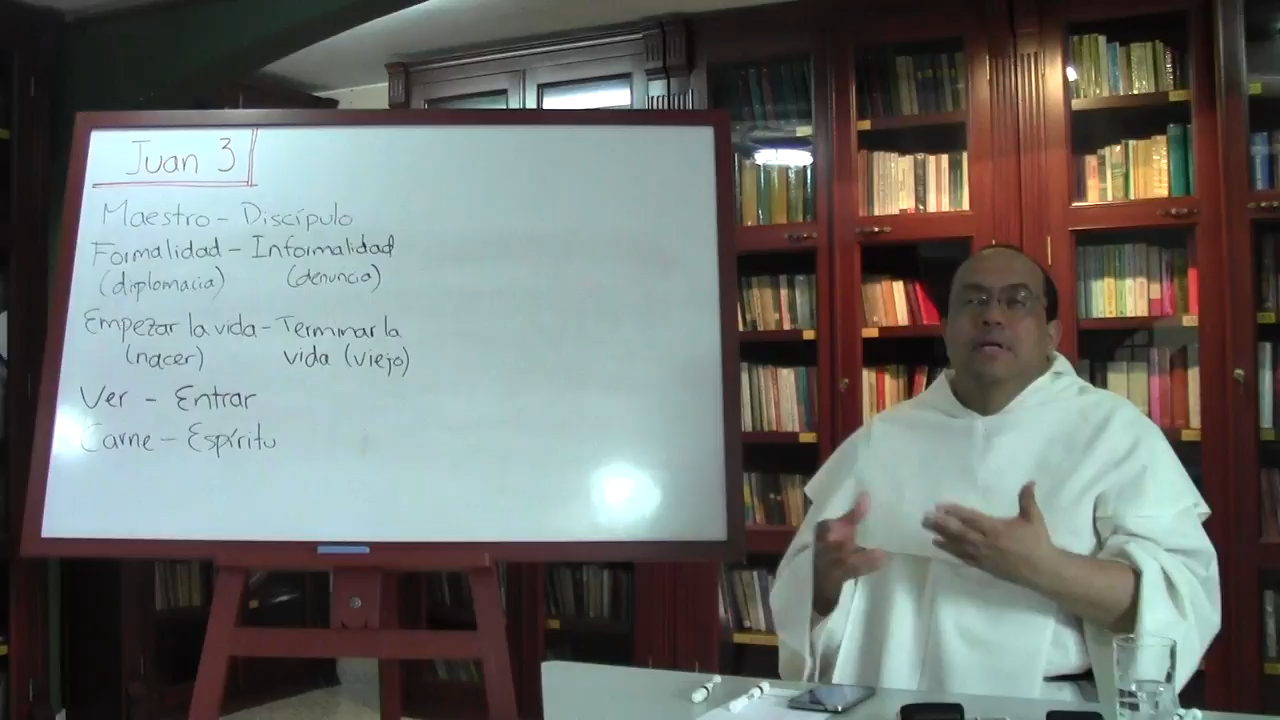 Juan 3
Maestro - Discípulo
Formalidad - Informalidad
(diplomacia) (denuncia)
Empezar la vida - Terminar la
(nacer) vida (viejo)
Ver - Entrar
Carne - Espíritu